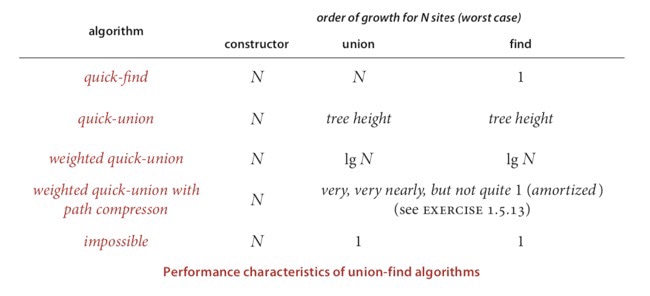 order of growth for N sites (worst case)
algorithm
constructor union find
quick-find N N 1
quick-union N tree height tree height
weighted quick-union N lg N lg N
weighted quick-union with
path compresson
N
very, very nearly, but not quite 1 (amortized)
(see EXERCISE 1.5.13)
impossible N 1 1
Performance characteristics of union-find algorithms